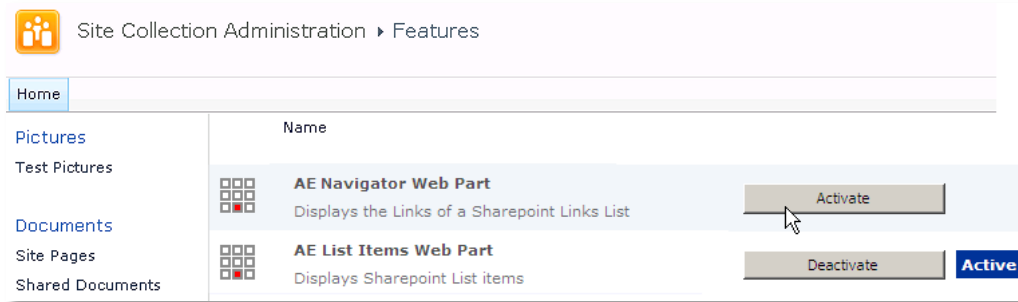 Site Collection Administration ▸ Features
Home
Pictures
Test Pictures
Documents
Site Pages
Shared Documents
Name
AE Navigator Web Part
Displays the Links of a Sharepoint Links List
Activate
AE List Items Web Part
Displays Sharepoint List items
Deactivate
Active